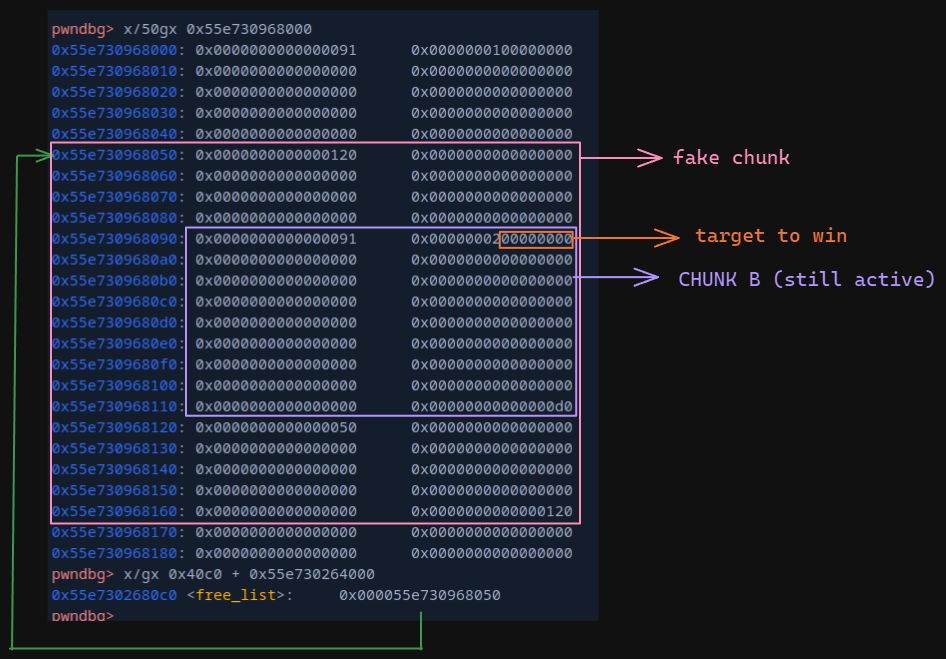 pwndbg> x/50gx 0x55e730968000
0x55e730968000: 0x0000000000000091 0x0000000100000000
0x55e730968010: 0x0000000000000000 0x0000000000000000
0x55e730968020: 0x0000000000000000 0x0000000000000000
0x55e730968030: 0x0000000000000000 0x0000000000000000
0x55e730968040: 0x0000000000000000 0x0000000000000000
0x55e730968050: 0x0000000000000120 0x0000000000000000
fake chunk
0x55e730968060: 0x0000000000000000 0x0000000000000000
0x55e730968070: 0x0000000000000000 0x0000000000000000
0x55e730968080: 0x0000000000000000 0x0000000000000000
0x55e730968090: 0x0000000000000091 0x0000000200000000
target to win
0x55e7309680a0: 0x0000000000000000 0x0000000000000000
0x55e7309680b0: 0x0000000000000000 0x0000000000000000
CHUNK B (still active)
0x55e7309680c0: 0x0000000000000000 0x0000000000000000
0x55e7309680d0: 0x0000000000000000 0x0000000000000000
0x55e7309680e0: 0x0000000000000000 0x0000000000000000
0x55e7309680f0: 0x0000000000000000 0x0000000000000000
0x55e730968100: 0x0000000000000000 0x0000000000000000
0x55e730968110: 0x0000000000000000 0x00000000000000d0
0x55e730968120: 0x0000000000000050 0x0000000000000000
0x55e730968130: 0x0000000000000000 0x0000000000000000
0x55e730968140: 0x0000000000000000 0x0000000000000000
0x55e730968150: 0x0000000000000000 0x0000000000000000
0x55e730968160: 0x0000000000000000 0x0000000000000120
0x55e730968170: 0x0000000000000000 0x0000000000000000
0x55e730968180: 0x0000000000000000 0x0000000000000000
pwndbg> x/gx 0x40c0 + 0x55e730264000
0x55e7302680c0 <free_list>: 0x000055e730968050
pwndbg>